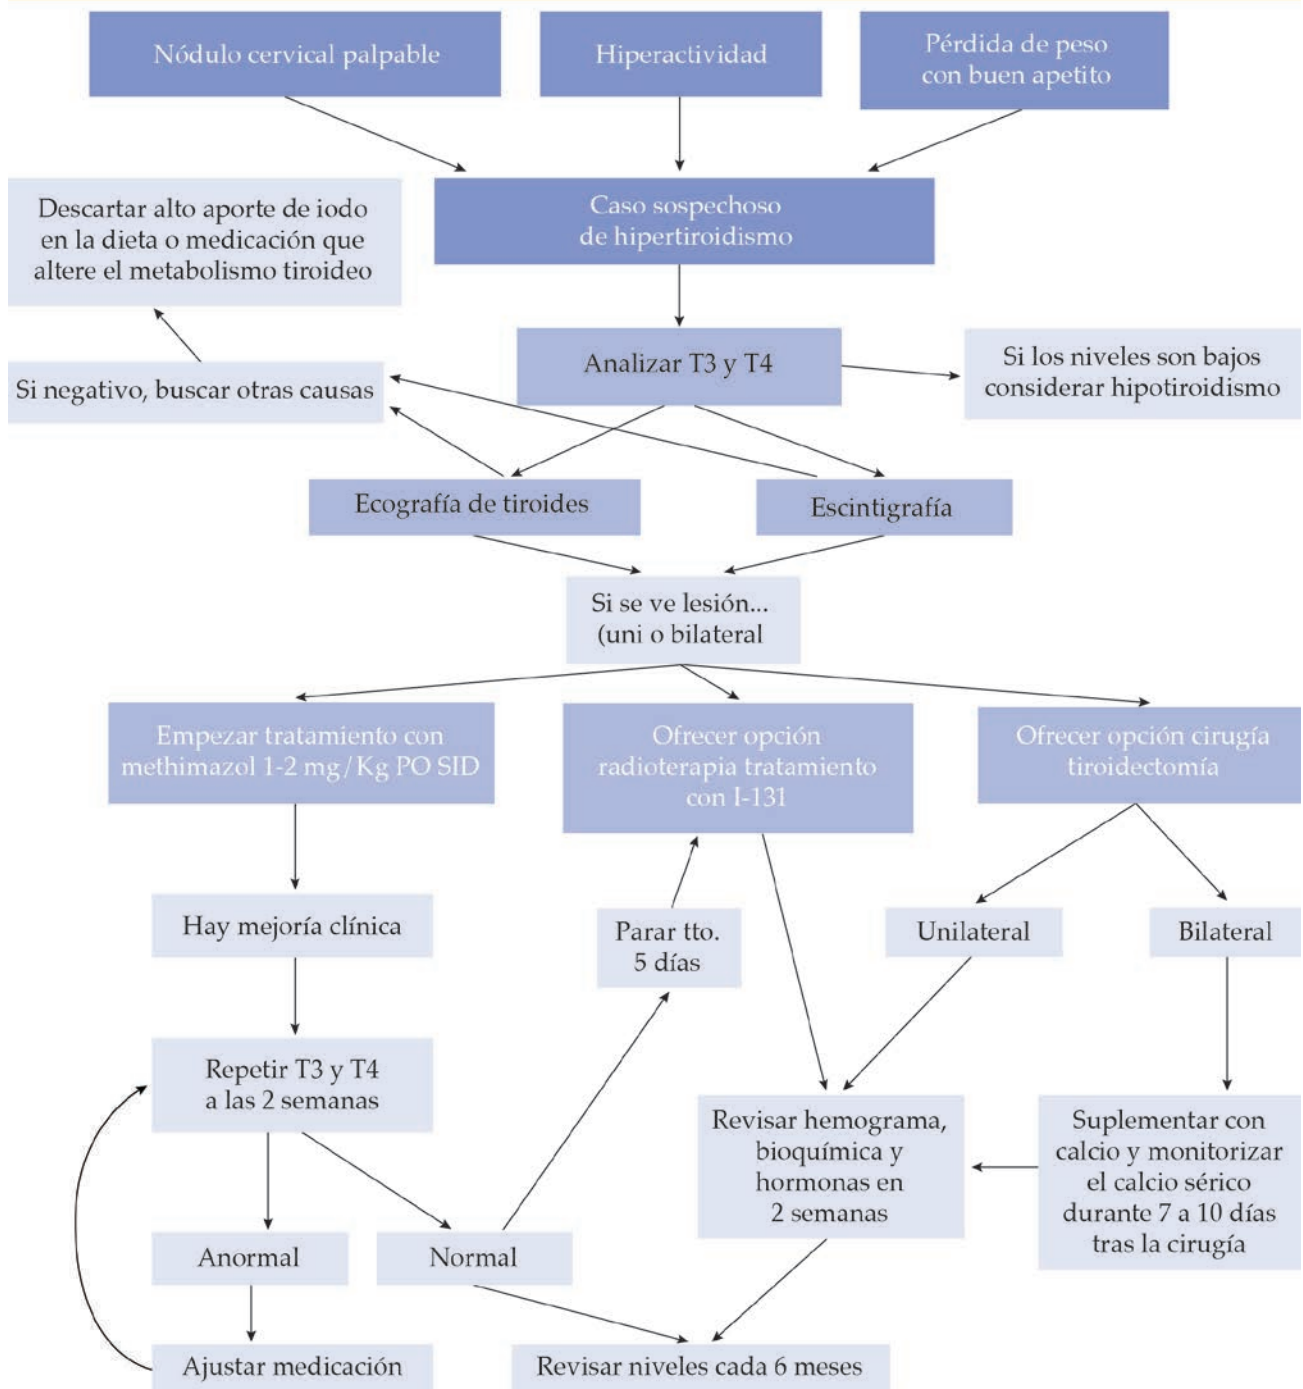 Nódulo cervical palpable
Hiperactividad
Pérdida de peso
con buen apetito
Descartar alto aporte de iodo
en la dieta o medicación que
altere el metabolismo tiroideo
Caso sospechoso
de hipertiroidismo
Si negativo, buscar otras causas
Analizar T3 y T4
Si los niveles son bajos
considerar hipotiroidismo
Ecografía de tiroides
Escintigrafía
Si se ve lesión...
(uni o bilateral
Empezar tratamiento con
methimazol 1-2 mg/Kg PO SID
Ofrecer opción
radioterapia tratamiento
con I-131
Ofrecer opción cirugía
tiroidectomía
Hay mejoría clínica
Parar tto.
5 días
Unilateral
Bilateral
Repetir T3 y T4
a las 2 semanas
Revisar hemograma,
bioquímica y
hormonas en
2 semanas
Suplementar con
calcio y monitorizar
el calcio sérico
durante 7 a 10 días
tras la cirugía
Anormal
Normal
Ajustar medicación
Revisar niveles cada 6 meses